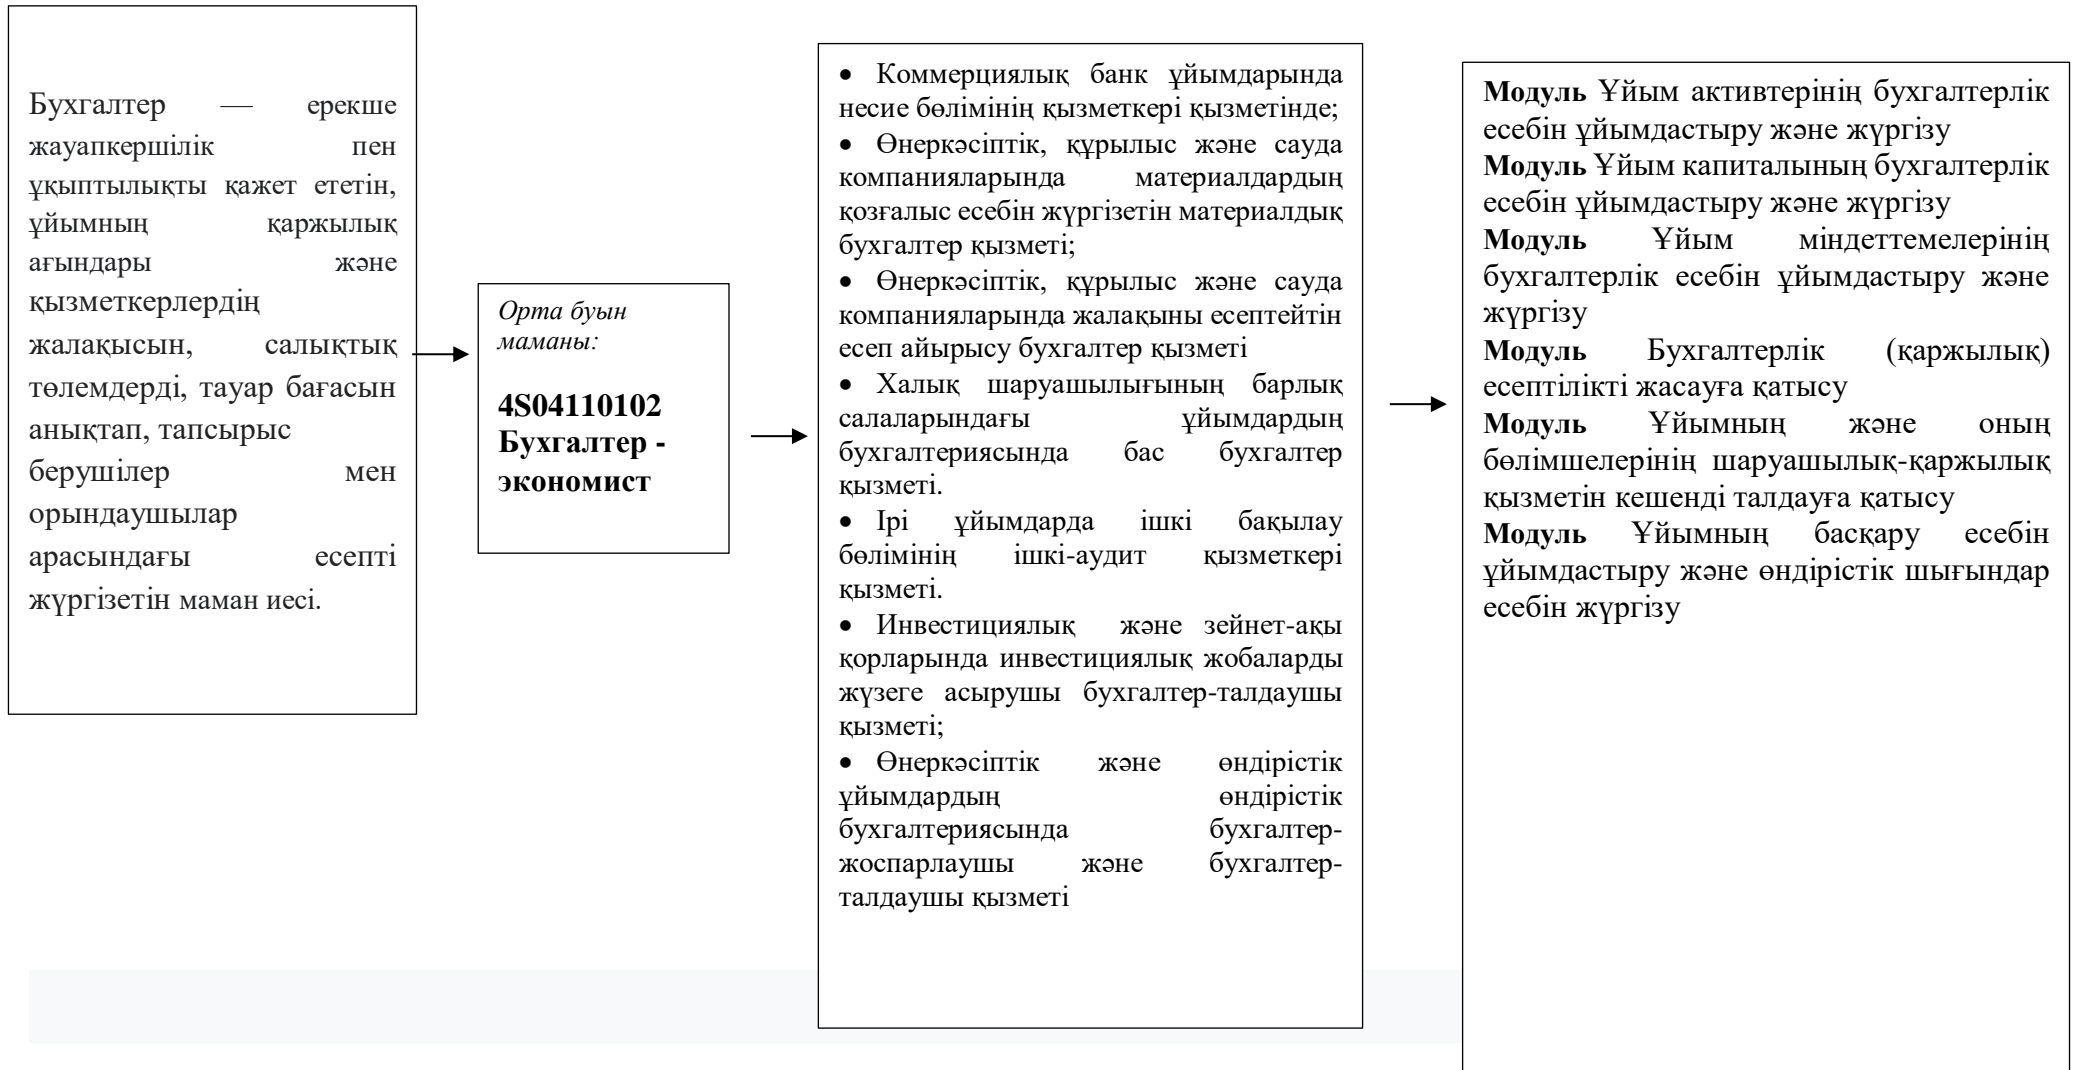 Бухгалтер — ерекше
жауапкершілік пен
ұқыптылықты қажет ететін,
ұйымның қаржылық
ағындары және
қызметкерлердің
жалақысын, салықтық
төлемдерді, тауар бағасын
анықтап, тапсырыс
берушілер мен
орындаушылар
арасындағы есепті
жүргізетін маман иесі.
Орта буын
маманы:
4S04110102
Бухгалтер -
экономист
• Коммерциялық банк ұйымдарында
несие бөлімінің қызметкері қызметінде;
• Өнеркәсіптік, құрылыс және сауда
компанияларында материалдардың
қозғалыс есебін жүргізетін материалдық
бухгалтер қызметі;
• Өнеркәсіптік, құрылыс және сауда
компанияларында жалақыны есептейтін
есеп айырысу бухгалтер қызметі
• Халық шаруашылығының барлық
салаларындағы ұйымдардың
бухгалтериясында бас бухгалтер
қызметі.
• Ірі ұйымдарда ішкі бақылау
бөлімінің ішкі-аудит қызметкері
қызметі.
• Инвестициялық және зейнет-ақы
қорларында инвестициялық жобаларды
жүзеге асырушы бухгалтер-талдаушы
қызметі;
• Өнеркәсіптік және өндірістік
ұйымдардың өндірістік
бухгалтериясында бухгалтер-
жоспарлаушы және бухгалтер-
талдаушы қызметі
Модуль Ұйым активтерінің бухгалтерлік
есебін ұйымдастыру және жүргізу
Модуль Ұйым капиталының бухгалтерлік
есебін ұйымдастыру және жүргізу
Модуль Ұйым міндеттемелерінің
бухгалтерлік есебін ұйымдастыру және
жүргізу
Модуль Бухгалтерлік (қаржылық)
есептілікті жасауға қатысу
Модуль Ұйымның және оның
бөлімшелерінің шаруашылық-қаржылық
қызметін кешенді талдауға қатысу
Модуль Ұйымның басқару есебін
ұйымдастыру және өндірістік шығындар
есебін жүргізу